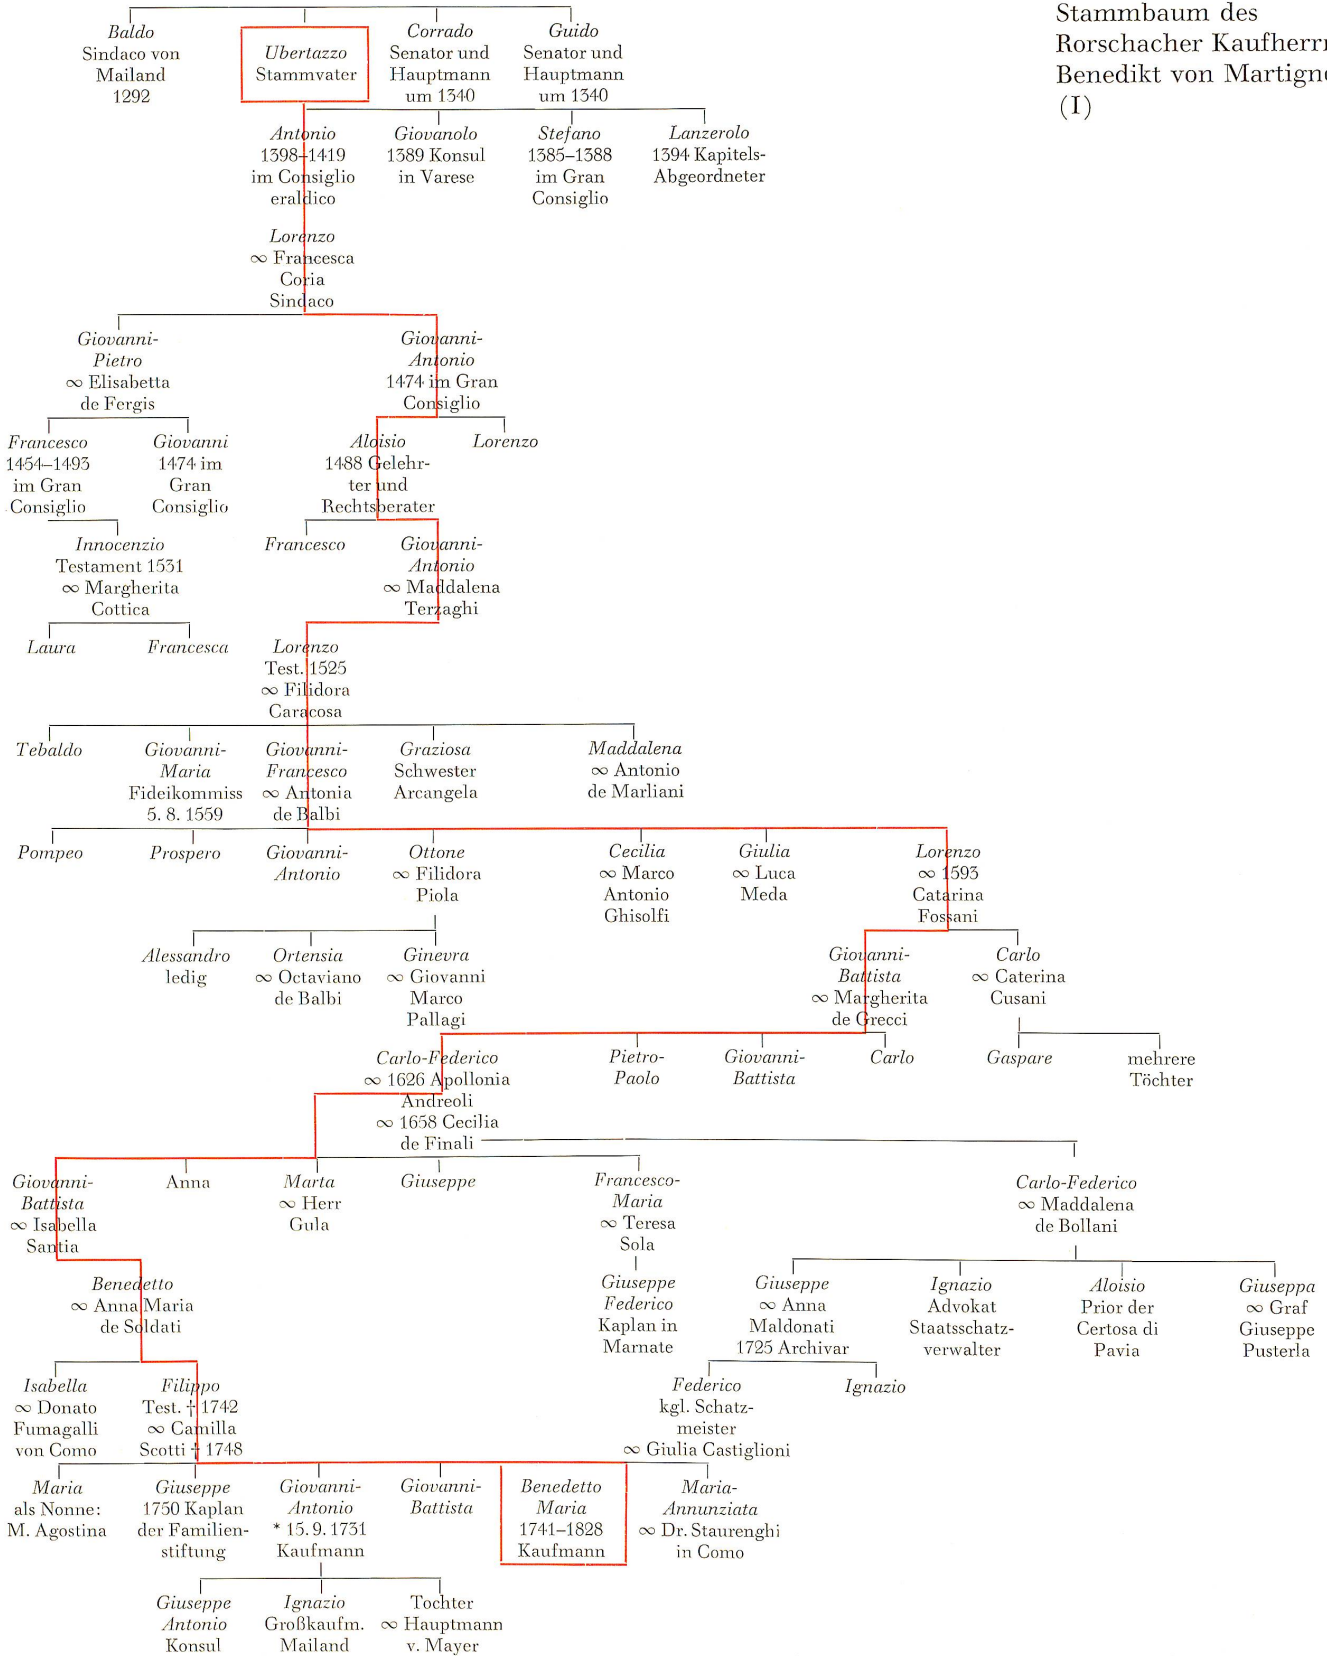 Stammbaum des
Rorschacher Kaufherrn
Benedikt von Martigno
(I)
Baldo
Sindaco von
Mailand
1292
Ubertazzo
Stammvater
Corrado
Senator und
Hauptmann
um 1340
Guido
Senator und
Hauptmann
um 1340
Antonio
1398–1419
im Consiglio
eraldico
Giovanolo
1389 Konsul
in Varese
Stefano
1385–1388
im Gran
Consiglio
Lanzerolo
1394 Kapitels-
Abgeordneter
Lorenzo
∞ Francesca
Coria
Sindaco
Giovanni-
Pietro
∞ Elisabetta
de Fergis
Giovanni-
Antonio
1474 im Gran
Consiglio
Francesco
1454–1493
im Gran
Consiglio
Giovanni
1474 im
Gran
Consiglio
Aloisio
1488 Gelehr-
ter und
Rechtsberater
Lorenzo
Innocenzio
Testament 1531
∞ Margherita
Cottica
Francesco
Giovanni-
Antonio
∞ Maddalena
Terzaghi
Laura
Francesca
Lorenzo
Test. 1525
∞ Filidora
Caracosa
Tebaldo
Giovanni-
Maria
Fideikommiss
5. 8. 1559
Giovanni-
Francesco
∞ Antonia
de Balbi
Graziosa
Schwester
Arcangela
Maddalena
∞ Antonio
de Marliani
Pompeo
Prospero
Giovanni-
Antonio
Ottone
∞ Filidora
Piola
Cecilia
∞ Marco
Antonio
Ghisolfi
Giulia
∞ Luca
Meda
Lorenzo
∞ 1593
Catarina
Fossani
Alessandro
ledig
Ortensia
∞ Octaviano
de Balbi
Ginevra
∞ Giovanni
Marco
Pallagi
Giovanni-
Battista
∞ Margherita
de Grecci
Carlo
∞ Caterina
Cusani
Carlo-Federico
∞ 1626 Apollonia
Andreoli
∞ 1658 Cecilia
de Finali
Pietro-
Paolo
Giovanni-
Battista
Carlo
Gaspare
mehrere
Töchter
Giovanni-
Battista
∞ Isabella
Santia
Anna
Marta
∞ Herr
Gula
Giuseppe
Francesco-
Maria
∞ Teresa
Sola
Carlo-Federico
∞ Maddalena
de Bollani
Benedetto
∞ Anna Maria
de Soldati
Giuseppe
Federico
Kaplan in
Marnate
Giuseppe
∞ Anna
Maldonati
1725 Archivar
Ignazio
Advokat
Staatsschatz-
verwalter
Aloisio
Prior der
Certosa di
Pavia
Giuseppa
∞ Graf
Giuseppe
Pusterla
Isabella
∞ Donato
Fumagalli
von Como
Filippo
Test. † 1742
∞ Camilla
Scotti † 1748
Federico
kgl. Schatz-
meister
∞ Giulia Castiglioni
Ignazio
Maria
als Nonne:
M. Agostina
Giuseppe
1750 Kaplan
der Familien-
stiftung
Giovanni-
Antonio
* 15. 9. 1731
Kaufmann
Giovanni-
Battista
Benedetto
Maria
1741–1828
Kaufmann
Maria-
Annunziata
∞ Dr. Staurenghi
in Como
Giuseppe
Antonio
Konsul
Ignazio
Großkaufm.
Mailand
Tochter
∞ Hauptmann
v. Mayer